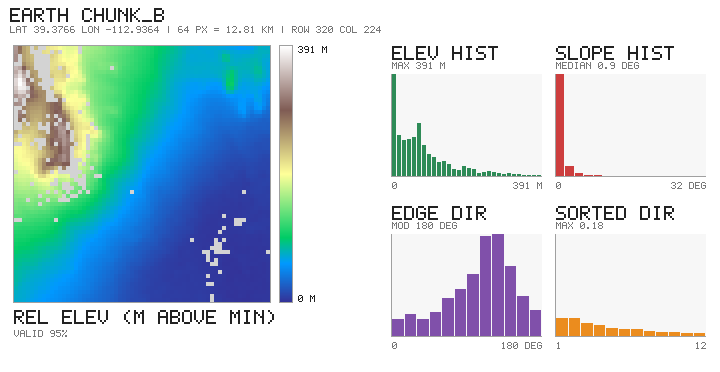 EARTH CHUNK_B
LAT 39.3766 LON -112.9364 | 64 PX = 12.81 KM | ROW 320 COL 224
391 M
0 M
REL ELEV (M ABOVE MIN)
VALID 95%
ELEV HIST
MAX 391 M
0 391 M
SLOPE HIST
MEDIAN 0.9 DEG
0 32 DEG
EDGE DIR
MOD 180 DEG
0 180 DEG
SORTED DIR
MAX 0.18
1 12